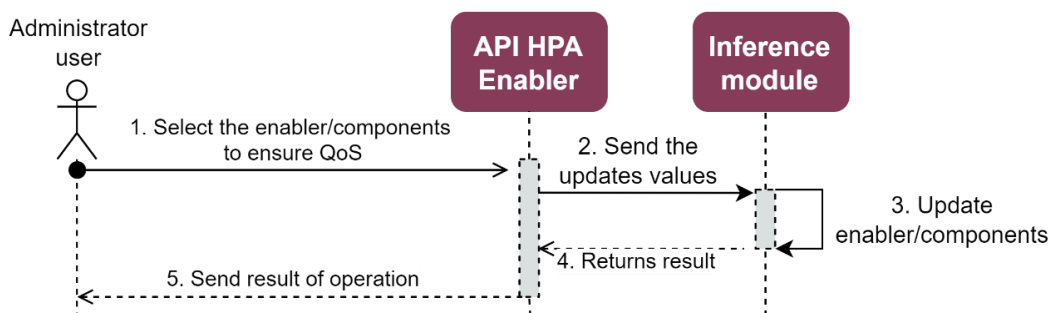 Administrator
user
API HPA
Enabler
Inference
module
1. Select the enabler/components
to ensure QoS
2. Send the
updates values
3. Update
enabler/components
4. Returns result
5. Send result of operation